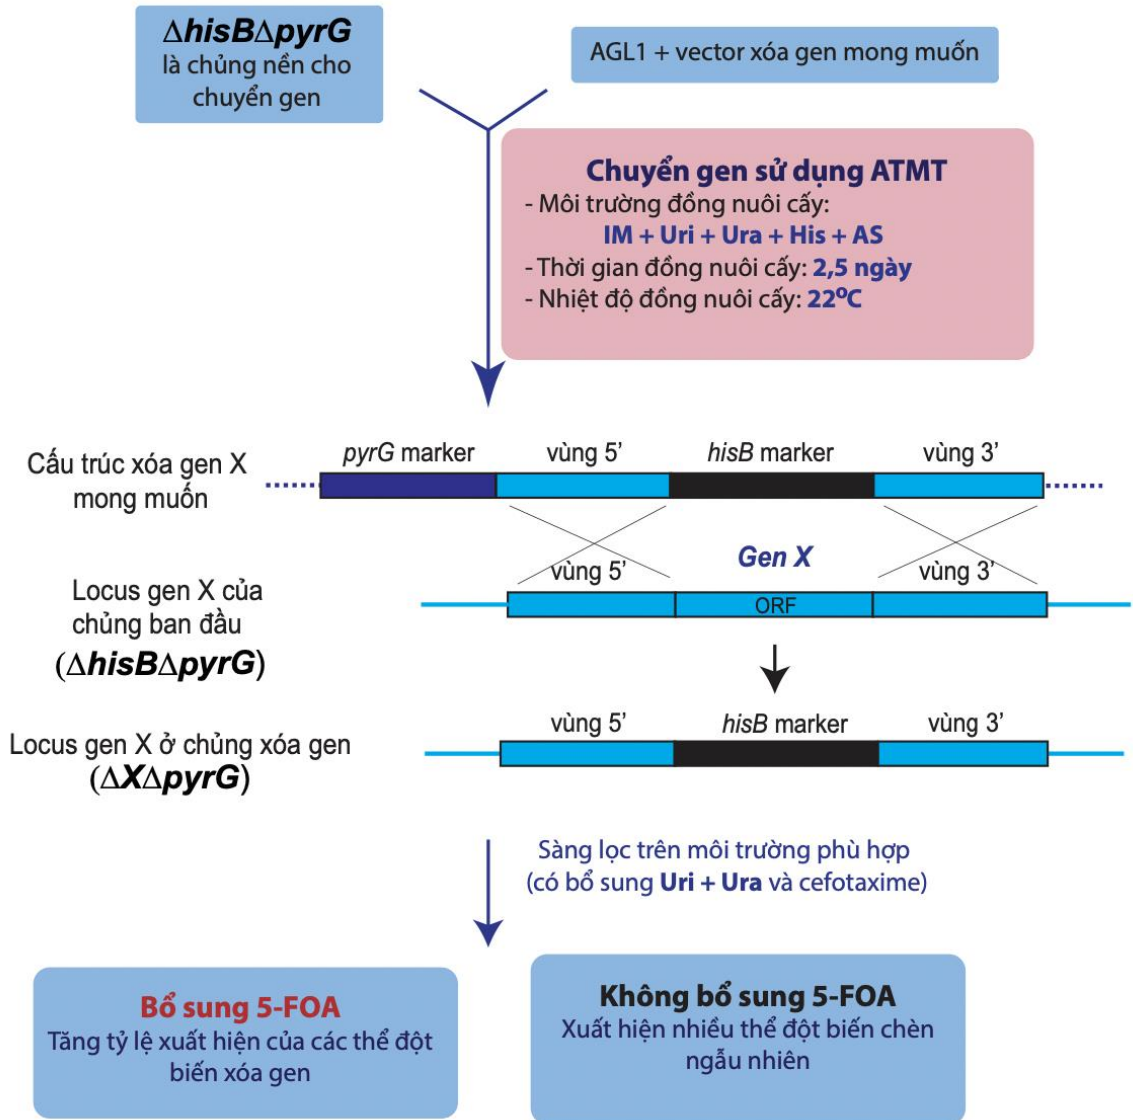 ΔhisBΔpyrG
là chủng nền cho
chuyển gen
AGL1 + vector xóa gen mong muốn
Chuyển gen sử dụng ATMT
- Môi trường đồng nuôi cấy:
IM + Uri + Ura + His + AS
- Thời gian đồng nuôi cấy: 2,5 ngày
- Nhiệt độ đồng nuôi cấy: 22⁰C
Cấu trúc xóa gen X
mong muốn
pyrG marker vùng 5' hisB marker vùng 3'
Gen X
Locus gen X của
chủng ban đầu
(ΔhisBΔpyrG)
vùng 5' ORF vùng 3'
Locus gen X ở chủng xóa gen
(ΔXΔpyrG)
vùng 5' hisB marker vùng 3'
Sàng lọc trên môi trường phù hợp
(có bổ sung Uri + Ura và cefotaxime)
Bổ sung 5-FOA
Tăng tỷ lệ xuất hiện của các thể đột
biến xóa gen
Không bổ sung 5-FOA
Xuất hiện nhiều thể đột biến chèn
ngẫu nhiên